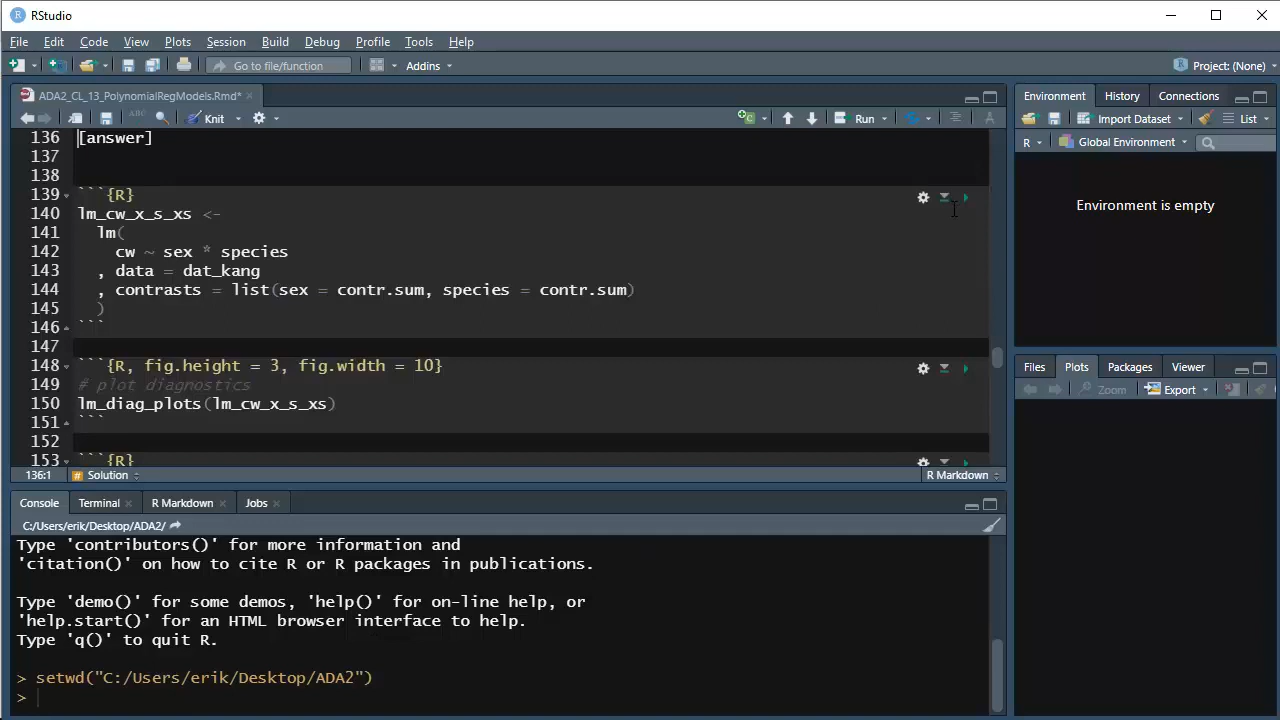 RStudio
File Edit Code View Plots Session Build Debug Profile Tools Help
Go to file/function Addins Project: (None)
ADA2_CL_13_PolynomialRegModels.Rmd*
Knit Run
136 [answer]
137
138
139 ```{R}
140 lm_cw_x_s_xs <-
141 lm(
142 cw ~ sex * species
143 , data = dat_kang
144 , contrasts = list(sex = contr.sum, species = contr.sum)
145 )
146 ```
147
148 ```{R, fig.height = 3, fig.width = 10}
149 # plot diagnostics
150 lm_diag_plots(lm_cw_x_s_xs)
151 ```
152
153 ```{R}
136:1 # Solution R Markdown
Console Terminal R Markdown Jobs
C:/Users/erik/Desktop/ADA2/
Type 'contributors()' for more information and
'citation()' on how to cite R or R packages in publications.
Type 'demo()' for some demos, 'help()' for on-line help, or
'help.start()' for an HTML browser interface to help.
Type 'q()' to quit R.
> setwd("C:/Users/erik/Desktop/ADA2")
>
Environment History Connections
Import Dataset List
R Global Environment
Environment is empty
Files Plots Packages Viewer
Zoom Export